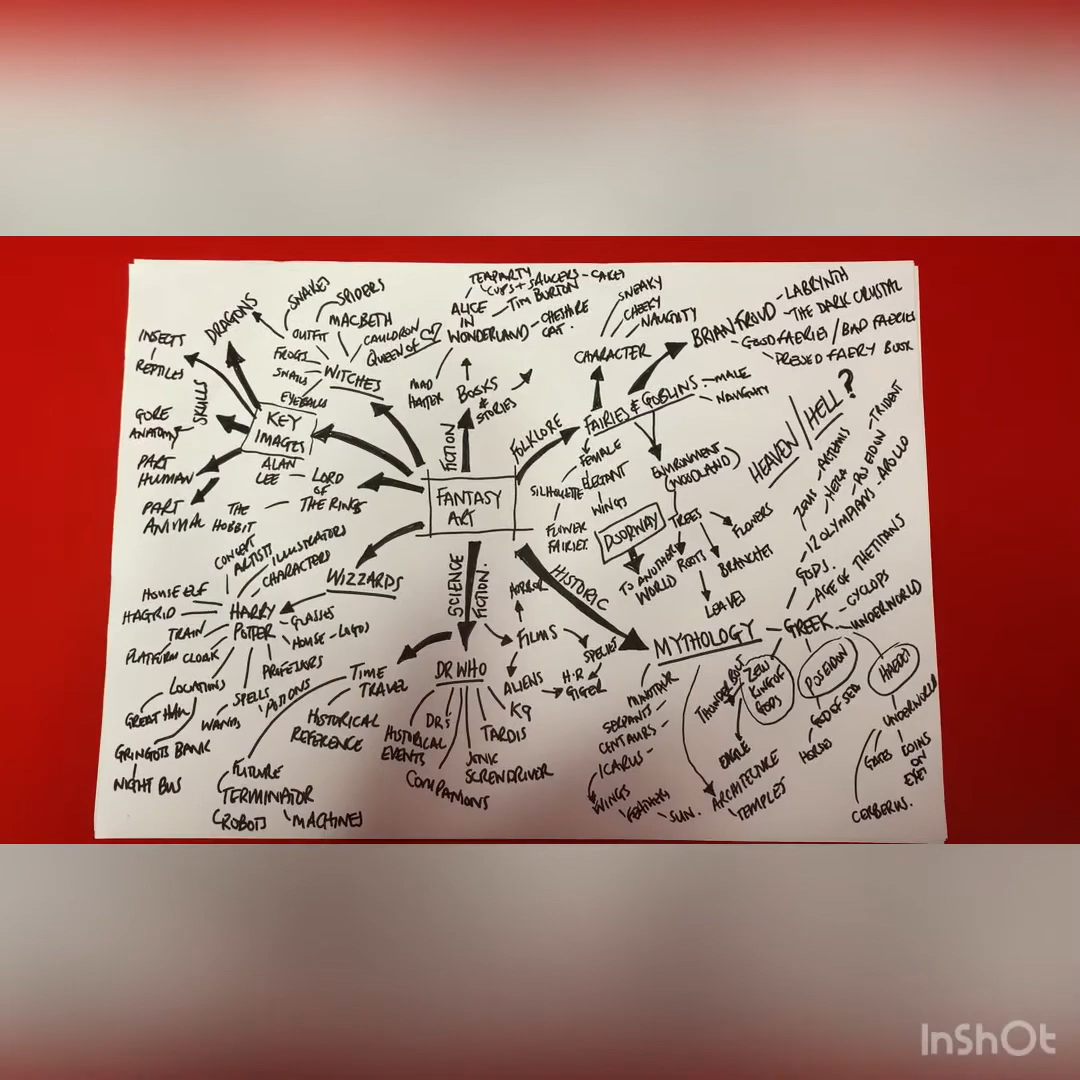 FANTASY
ART
FICTION
BOOKS
&
STORIES
ALICE
IN
WONDERLAND
TEAPARTY
CUPS + SAUCERS - CAKES
TIM BURTON
CHESHIRE
CAT.
MAD
HATTER
QUEEN OF
WITCHES
SNAKES
SPIDERS
MACBETH
CAULDRON
OUTFIT
FROGS
SNAILS
EYEBALLS
KEY
IMAGES
DRAGONS
INSECTS
REPTILES
SKULLS
GORE
ANATOMY
PART
HUMAN
PART
ANIMAL
LORD
OF
THE RINGS
ALAN
LEE
THE
HOBBIT
WIZZARDS
HARRY
POTTER
CONCEPT
ARTIST
ILLUSTRATORS
CHARACTERS
HOUSE ELF
HAGRID
TRAIN
PLATFORM CLOAK
LOCATIONS
GREAT HALL
GRINGOTS BANK
NIGHT BUS
WANDS
SPELLS
POTIONS
PROFESSORS
HOUSE - LOGOS
GLASSES
SCIENCE
FICTION.
DR WHO
TIME
TRAVEL
HISTORICAL
REFERENCE
FUTURE
TERMINATOR
ROBOTS
MACHINES
DRS
HISTORICAL
EVENTS
COMPANIONS
SONIC
SCREWDRIVER
TARDIS
K9
ALIENS
FILMS
HORROR
SPECIES
H.R
GIGER
FOLKLORE
FAIRIES & GOBLINS
CHARACTER
SNEAKY
CHEEKY
NAUGHTY
BRIAN FROUD
LABRYNTH
THE DARK CRYSTAL
GOOD FAERIES / BAD FAERIES
PRESSED FAERY BOOK
MALE
NAUGHTY
FEMALE
ELEGANT
WINGS
SILHOUETTE
FLOWER
FAIRIES.
ENVIRONMENT
(WOODLAND)
TREES
FLOWERS
BRANCHES
ROOTS
LEAVES
DOORWAY
TO ANOTHER
WORLD
HEAVEN / HELL?
HISTORIC
MYTHOLOGY
GREEK
GODS.
12 OLYMPIANS
ZEUS
ARTEMIS
HERA
POSEIDON - TRIDENT
APOLLO
AGE OF THE TITANS
CYCLOPS
UNDERWORLD
ZEUS
KING OF
GODS
THUNDERBOLT
EAGLE
POSEIDON
GOD OF SEA
HORSES
HADES
UNDERWORLD
GATES
COINS
ON
EYES
CERBERUS.
MINOTAUR
SERPANTS
CENTAURS
ICARUS
WINGS
FEATHERS
SUN.
ARCHITECTURE
TEMPLES
InShOt